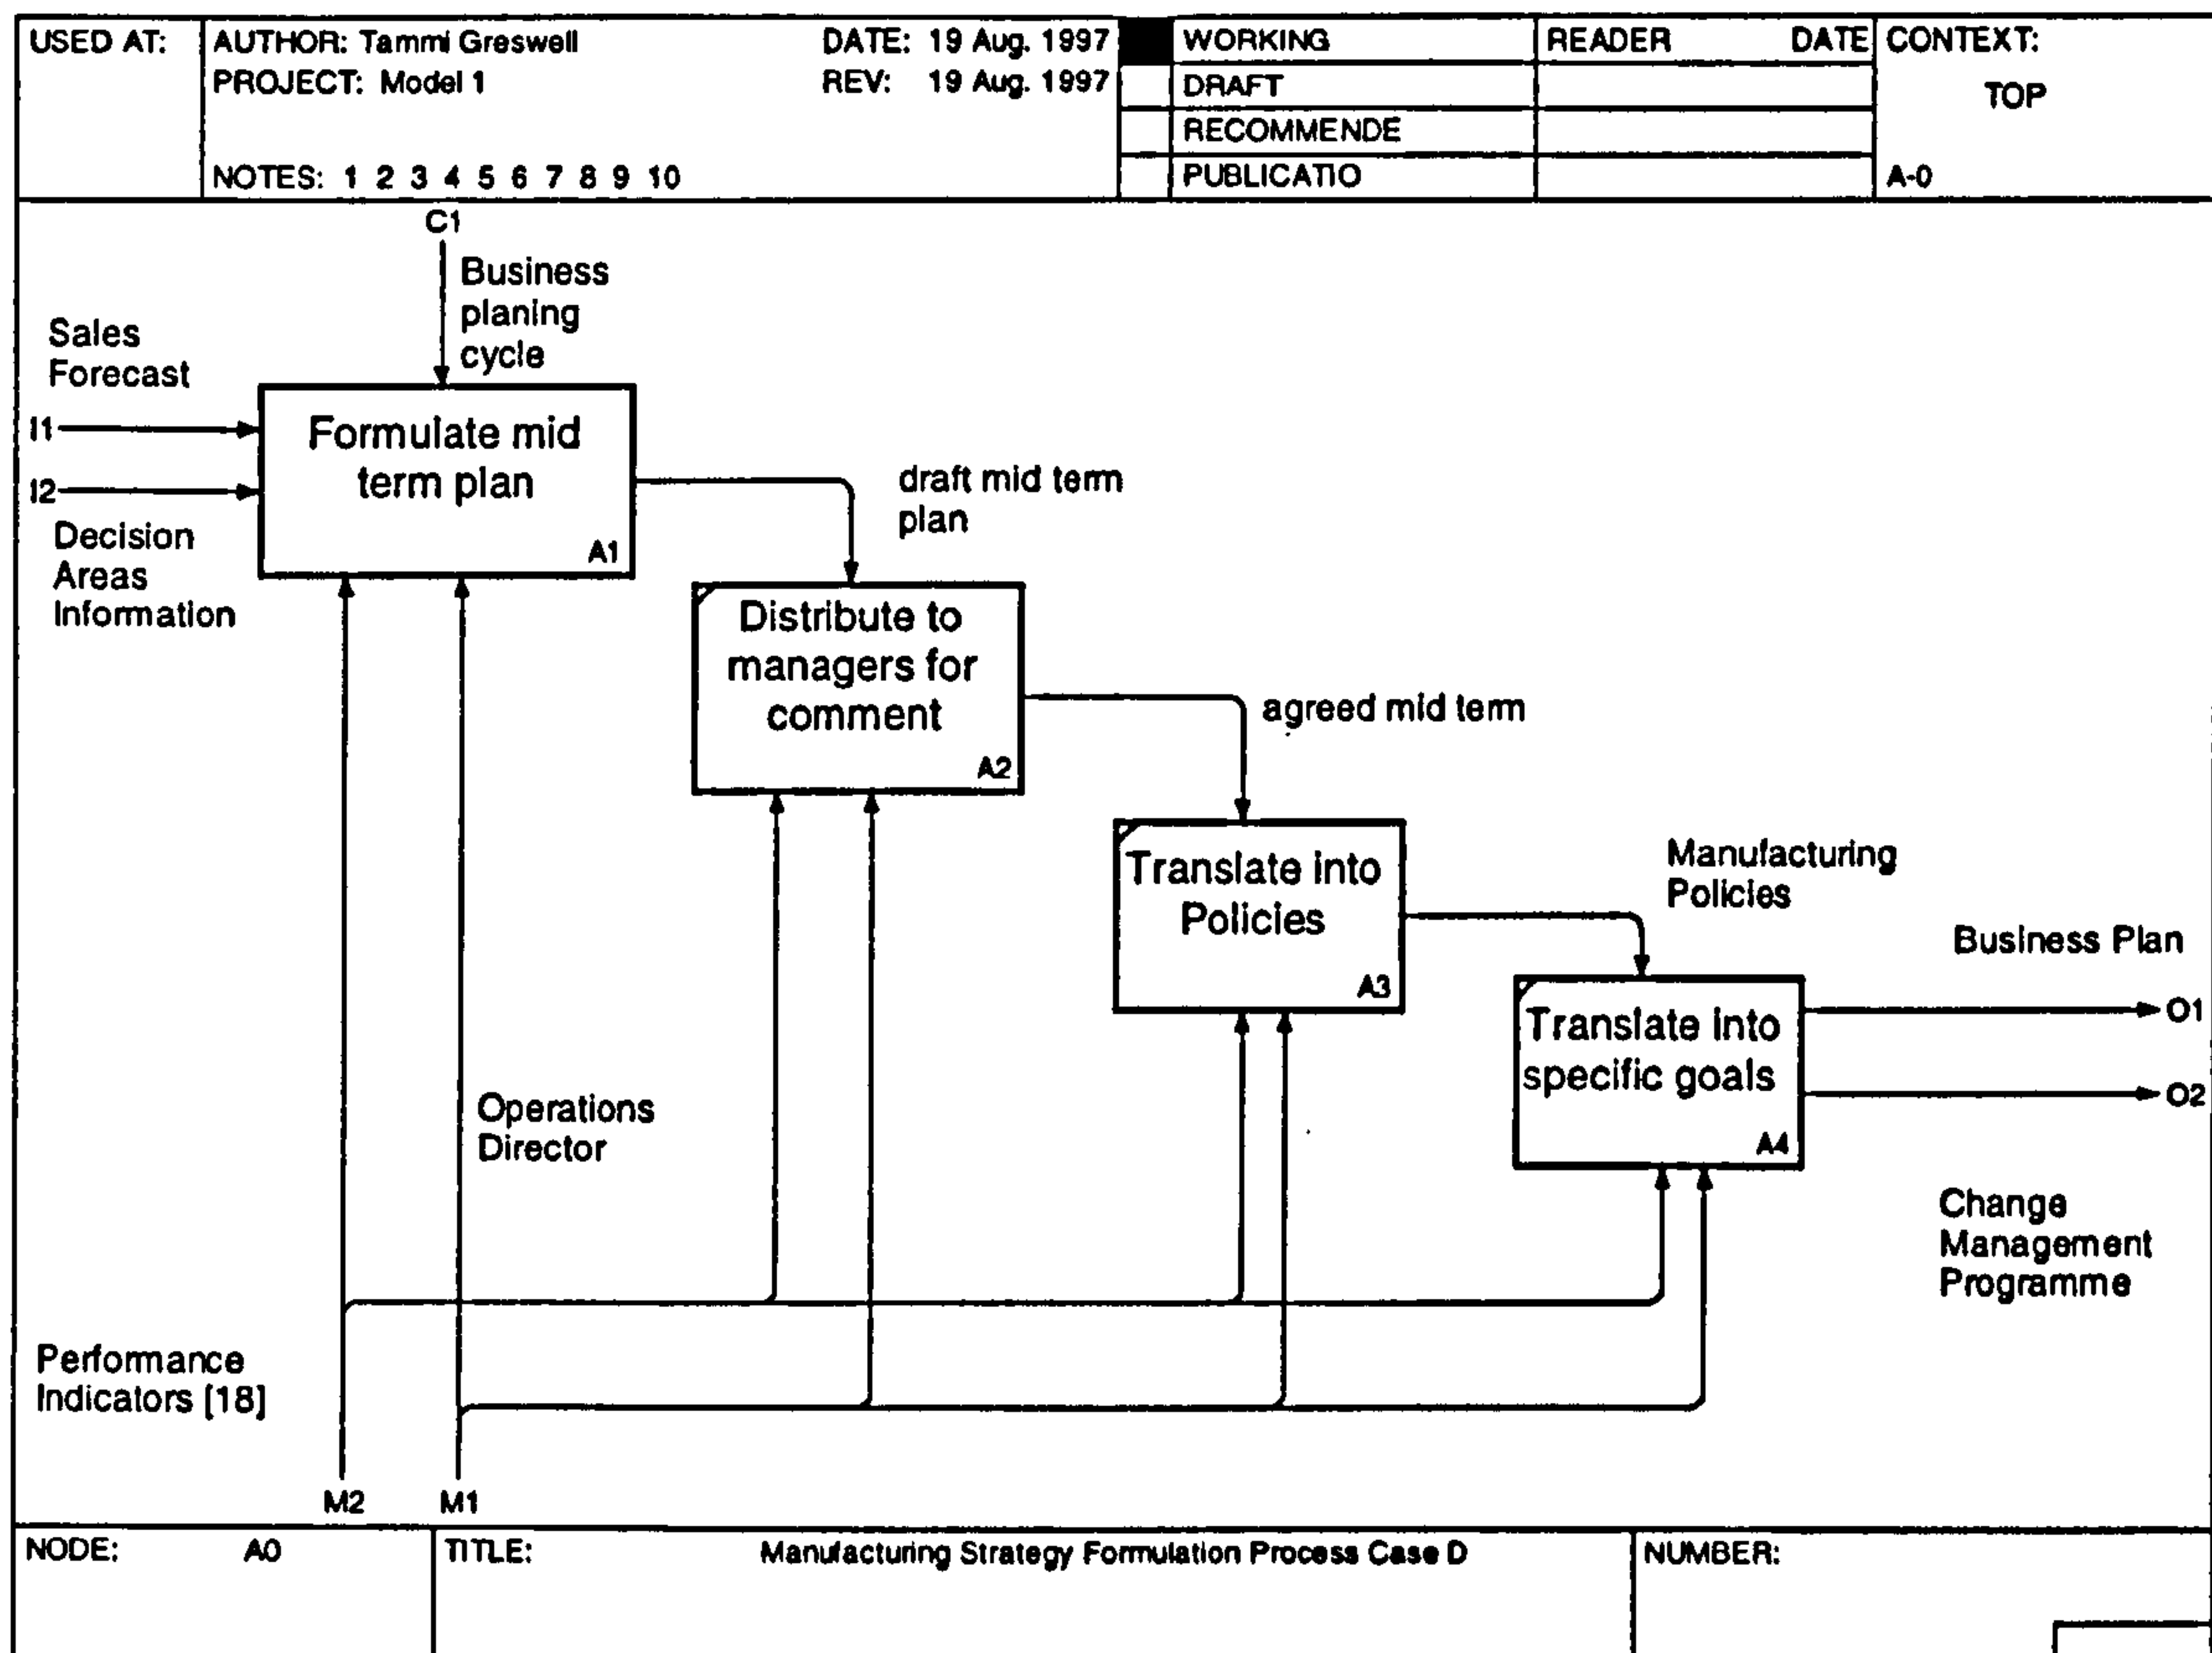 USED AT:
AUTHOR: Tammi Greswell
DATE: 19 Aug. 1997
PROJECT: Model 1
REV: 19 Aug. 1997
NOTES: 1 2 3 4 5 6 7 8 9 10
WORKING
DRAFT
RECOMMENDE
PUBLICATIO
READER DATE
CONTEXT:
TOP
A-0
C1
Business
planing
cycle
Sales
Forecast
I1
I2
Decision
Areas
Information
Formulate mid
term plan
A1
draft mid term
plan
Distribute to
managers for
comment
A2
agreed mid term
Translate into
Policies
A3
Manufacturing
Policies
Translate into
specific goals
A4
Business Plan
O1
O2
Change
Management
Programme
Operations
Director
Performance
Indicators [18]
M2
M1
NODE: A0
TITLE: Manufacturing Strategy Formulation Process Case D
NUMBER: